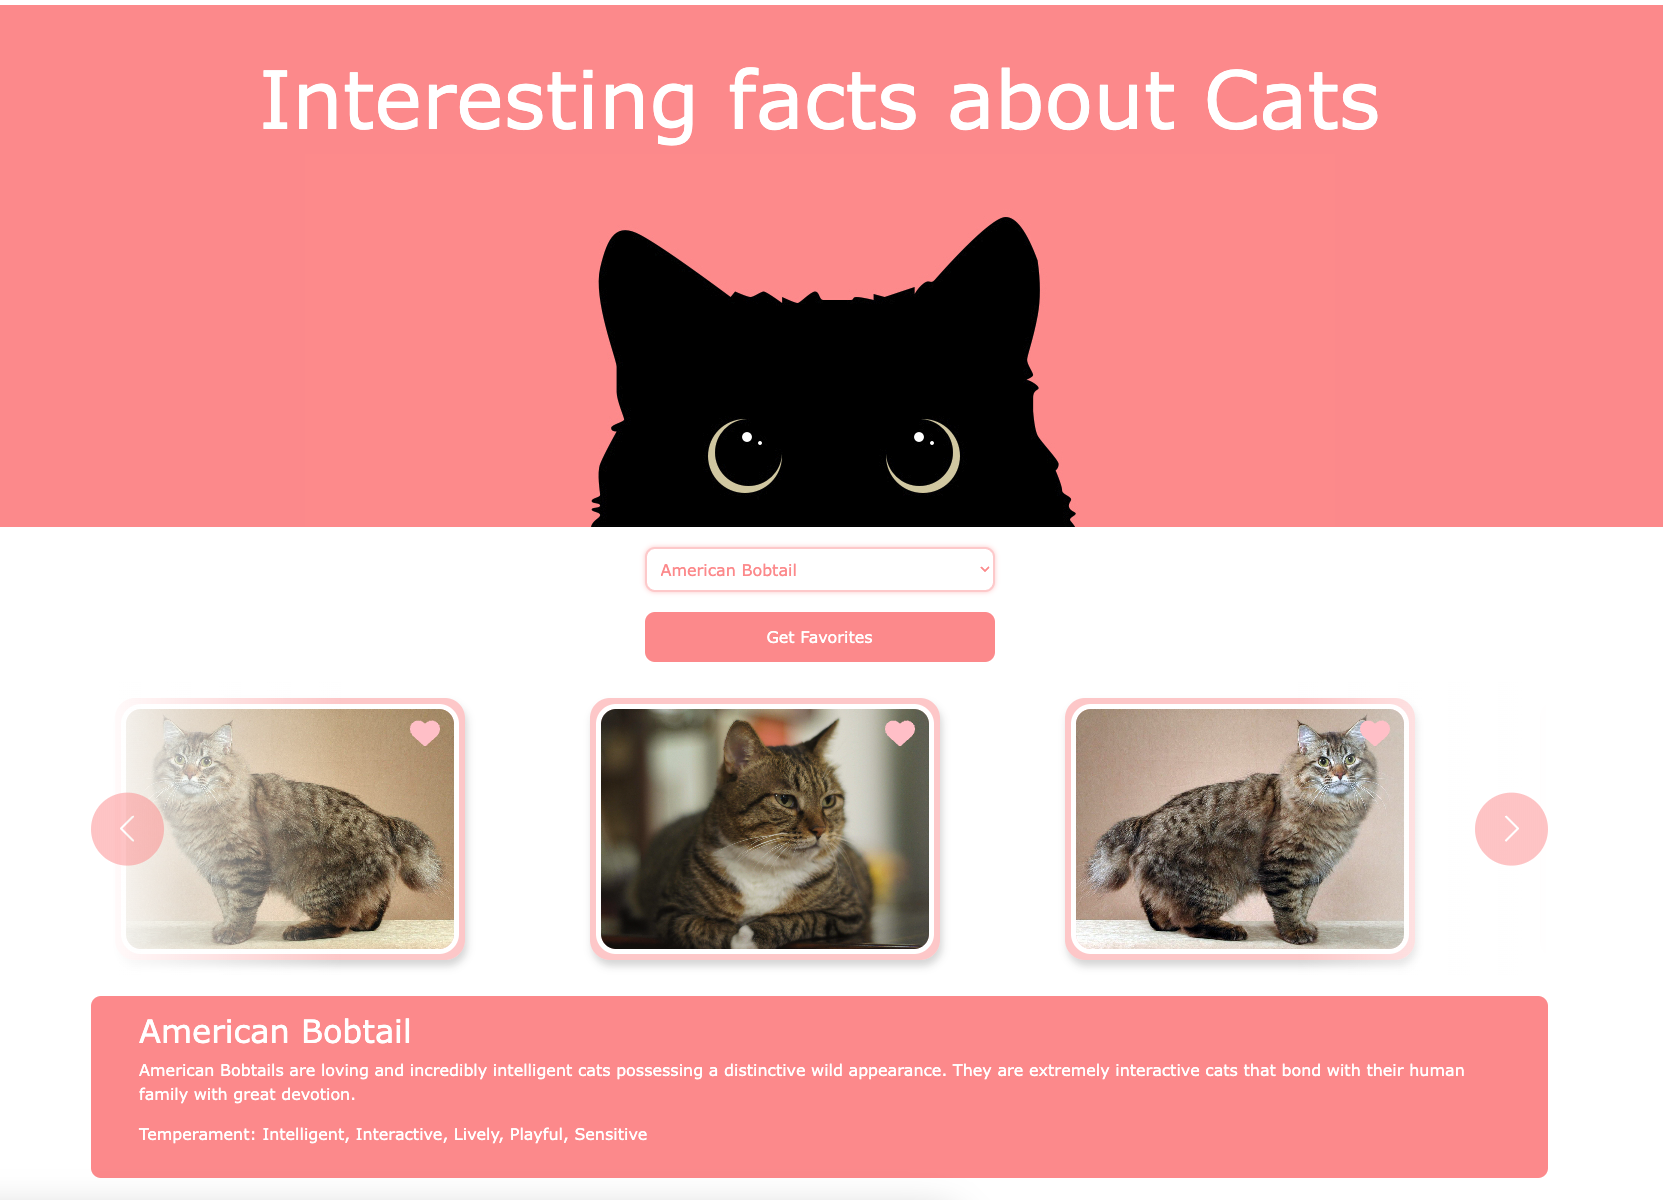 Interesting facts about Cats
American Bobtail
Get Favorites
American Bobtail
American Bobtails are loving and incredibly intelligent cats possessing a distinctive wild appearance. They are extremely interactive cats that bond with their human
family with great devotion.
Temperament: Intelligent, Interactive, Lively, Playful, Sensitive